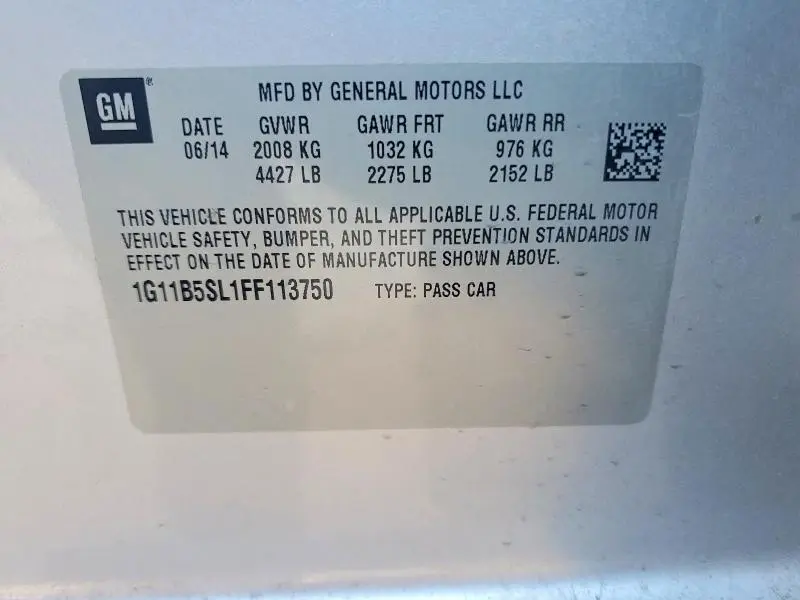 GM ®
MFD BY GENERAL MOTORS LLC
DATE GVWR GAWR FRT GAWR RR
06/14 2008 KG 1032 KG 976 KG
4427 LB 2275 LB 2152 LB
THIS VEHICLE CONFORMS TO ALL APPLICABLE U.S. FEDERAL MOTOR
VEHICLE SAFETY, BUMPER, AND THEFT PREVENTION STANDARDS IN
EFFECT ON THE DATE OF MANUFACTURE SHOWN ABOVE.
1G11B5SL1FF113750 TYPE: PASS CAR